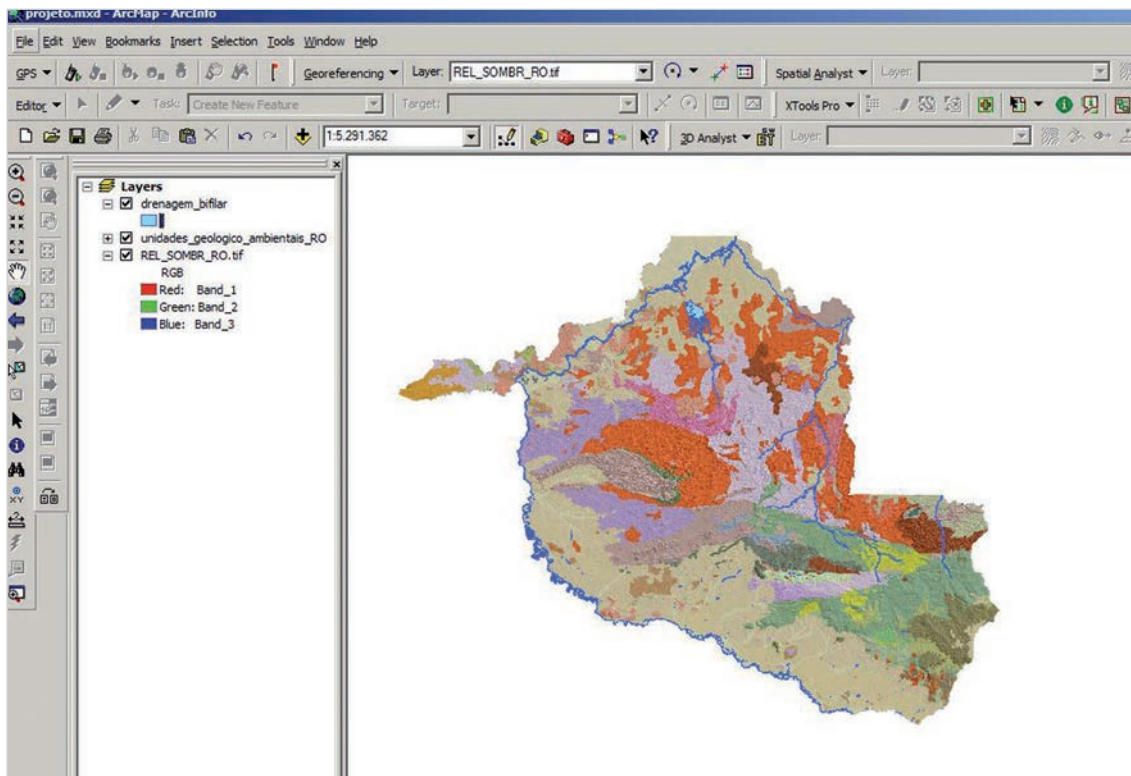 projeto.mxd - ArcMap - ArcInfo
File Edit View Bookmarks Insert Selection Tools Window Help
GPS Georeferencing Layer: REL_SOMBR_RO.tif Spatial Analyst Layer:
Editor Task: Create New Feature Target: XTools Pro
1:5.291.362 3D Analyst Layer:
Layers
drenagem_bifilar
unidades_geologico_ambientais_RO
REL_SOMBR_RO.tif
RGB
Red: Band_1
Green: Band_2
Blue: Band_3
XY